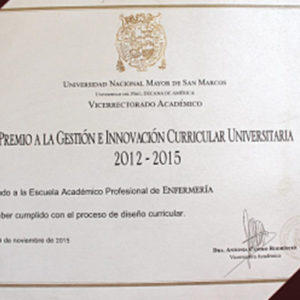 Universidad Nacional Mayor de San Marcos
Universidad del Perú, Decana de América
Vicerrectorado Académico
Premio a la Gestión e Innovación Curricular Universitaria
2012 - 2015
do a la Escuela Académico Profesional de Enfermería
ber cumplido con el proceso de diseño curricular.
de noviembre de 2015
Dra. Antonia
Vicerrectora Académica